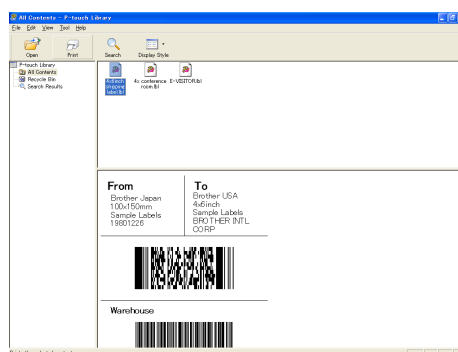 All Contents - P-touch Library
File Edit View Tool Help
Open Print Search Display Style
P-touch Library
All Contents
Recycle Bin
Search Results
4x6inch shipping label.lbl
4x conference room.lbl
E-VISITOR.lbl
From
Brother Japan
100x150mm
Sample Labels
19801226
To
Brother USA
4x6inch
Sample Labels
BROTHER INTL
CORP
Warehouse